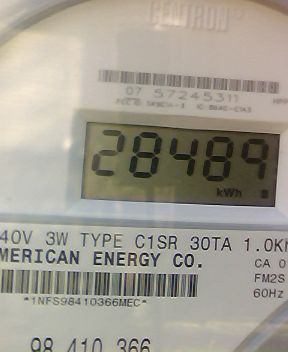 CENTRON
07 57245311
28489
kWh
40V 3W TYPE C1SR 30TA 1.0K
MERICAN ENERGY CO.
CA 0
FM2S
60Hz
*1NFS98410366MEC*
98 410 366